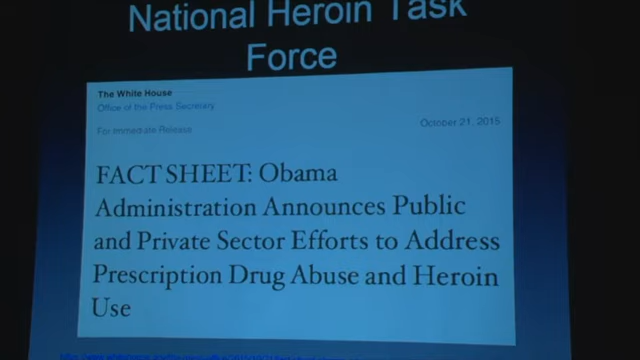 National Heroin Task
Force
The White House
Office of the Press Secretary
For Immediate Release
October 21, 2015
FACT SHEET: Obama
Administration Announces Public
and Private Sector Efforts to Address
Prescription Drug Abuse and Heroin
Use